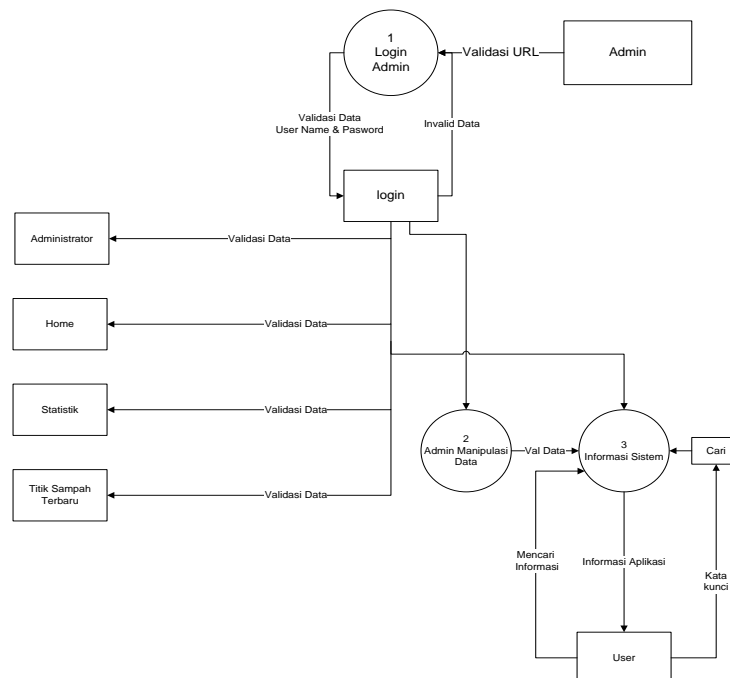 1
Login
Admin
Validasi URL
Admin
Validasi Data
User Name & Pasword
Invalid Data
login
Administrator
Validasi Data
Home
Validasi Data
Statistik
Validasi Data
Titik Sampah
Terbaru
Validasi Data
2
Admin Manipulasi
Data
Val Data
3
Informasi Sistem
Cari
Mencari
Informasi
Informasi Aplikasi
Kata
kunci
User